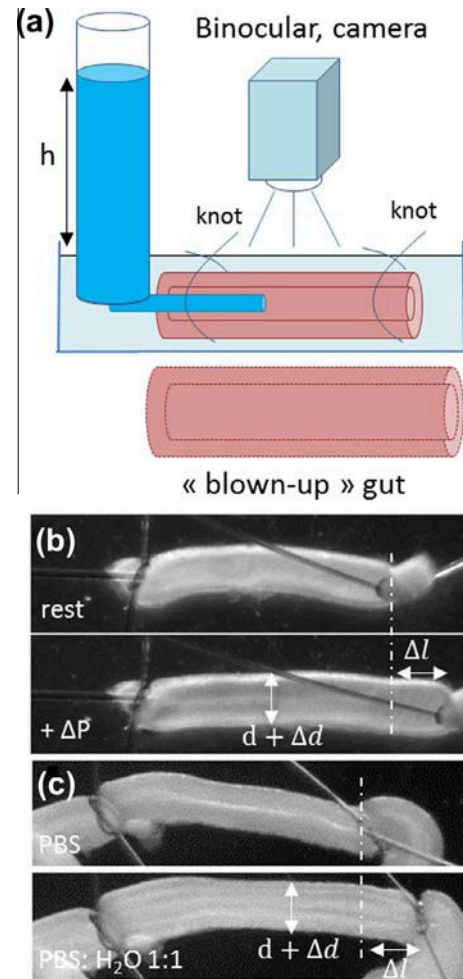 (a)
Binocular, camera
h
knot
knot
« blown-up » gut
(b)
rest
Δl
+ ΔP
d + Δd
(c)
PBS
d + Δd
PBS: H₂O 1:1
Δl